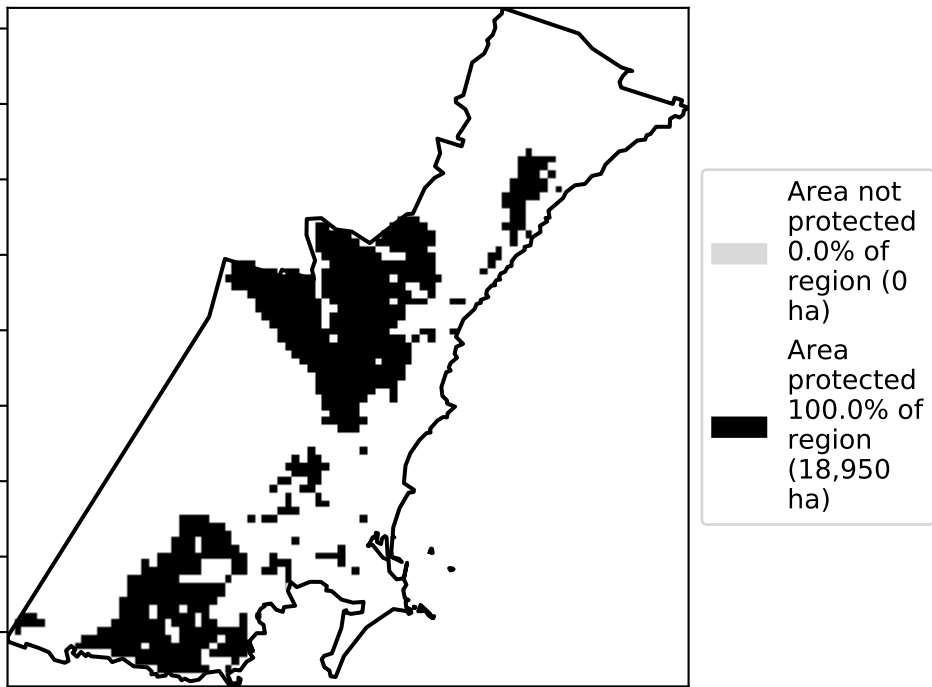 Area not
protected
0.0% of
region (0
ha)
Area
protected
100.0% of
region
(18,950
ha)